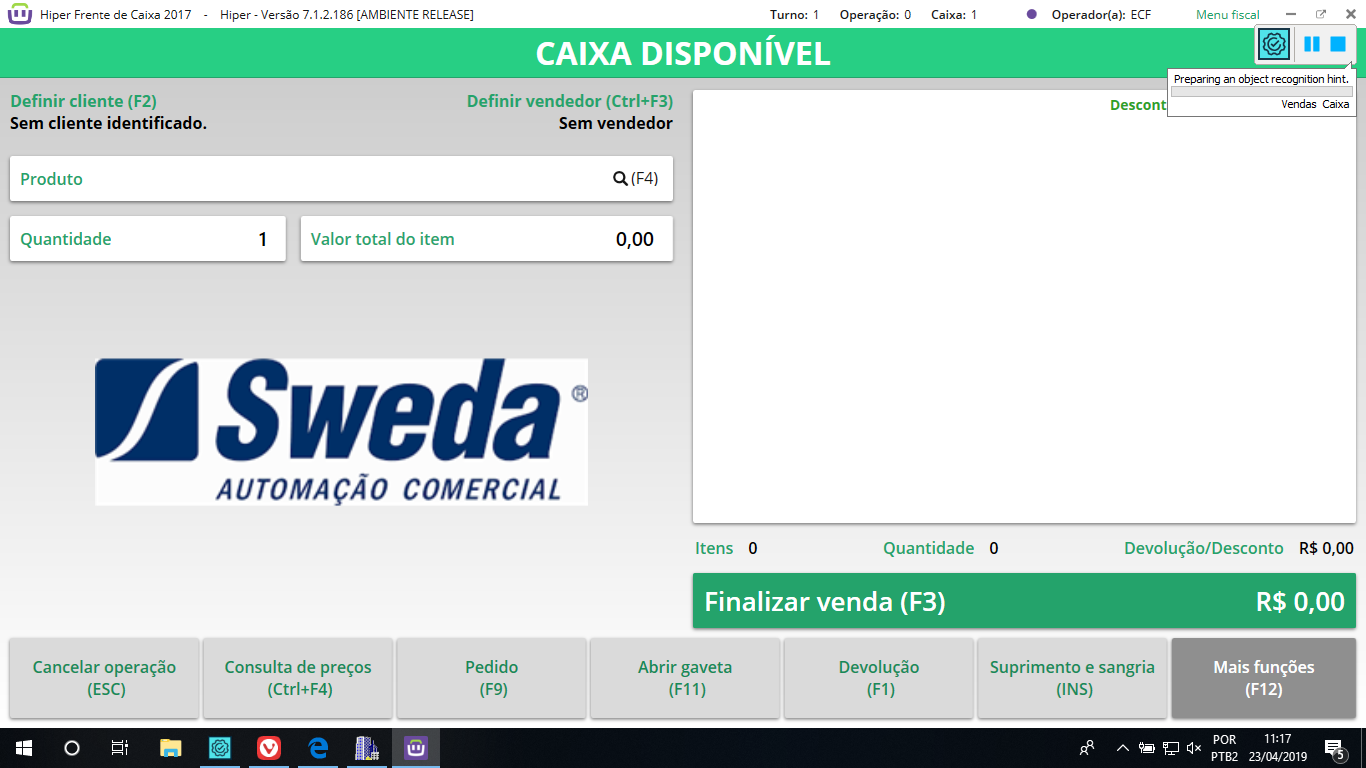 Hiper Frente de Caixa 2017 - Hiper - Versão 7.1.2.186 [AMBIENTE RELEASE] Turno: 1 Operação: 0 Caixa: 1 Operador(a): ECF Menu fiscal
CAIXA DISPONÍVEL
Preparing an object recognition hint.
Vendas Caixa
Definir cliente (F2) Definir vendedor (Ctrl+F3)
Sem cliente identificado. Sem vendedor
Descont
Produto (F4)
Quantidade 1 Valor total do item 0,00
Sweda ®
AUTOMAÇÃO COMERCIAL
Itens 0 Quantidade 0 Devolução/Desconto R$ 0,00
Finalizar venda (F3) R$ 0,00
Cancelar operação
(ESC)
Consulta de preços
(Ctrl+F4)
Pedido
(F9)
Abrir gaveta
(F11)
Devolução
(F1)
Suprimento e sangria
(INS)
Mais funções
(F12)
POR
PTB2
11:17
23/04/2019
5